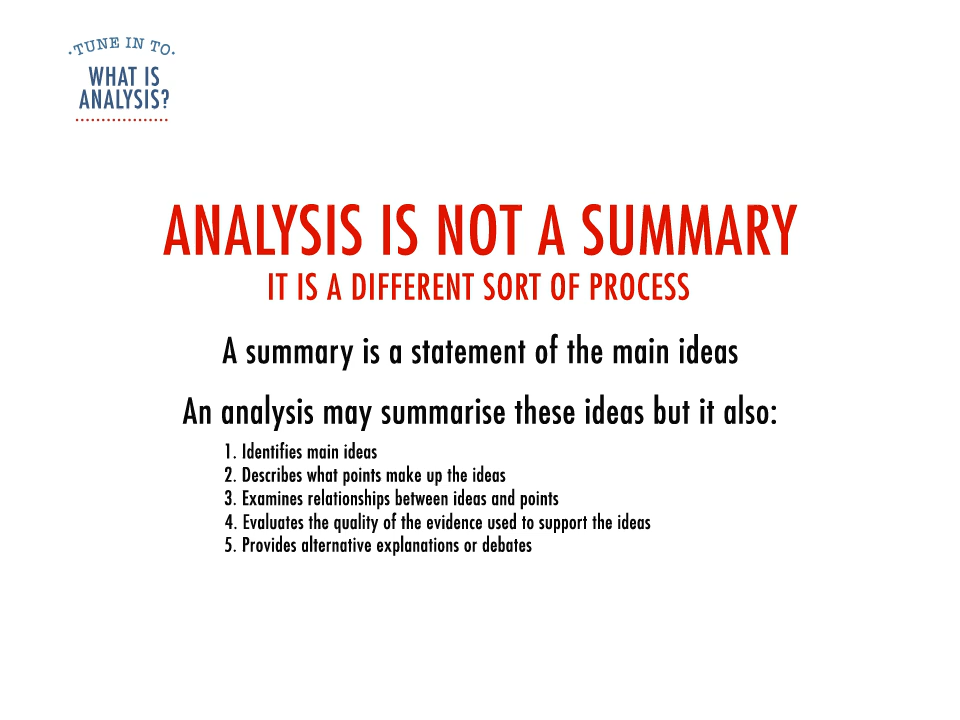 ·TUNE IN TO·
WHAT IS
ANALYSIS?
ANALYSIS IS NOT A SUMMARY
IT IS A DIFFERENT SORT OF PROCESS
A summary is a statement of the main ideas
An analysis may summarise these ideas but it also:
1. Identifies main ideas
2. Describes what points make up the ideas
3. Examines relationships between ideas and points
4. Evaluates the quality of the evidence used to support the ideas
5. Provides alternative explanations or debates